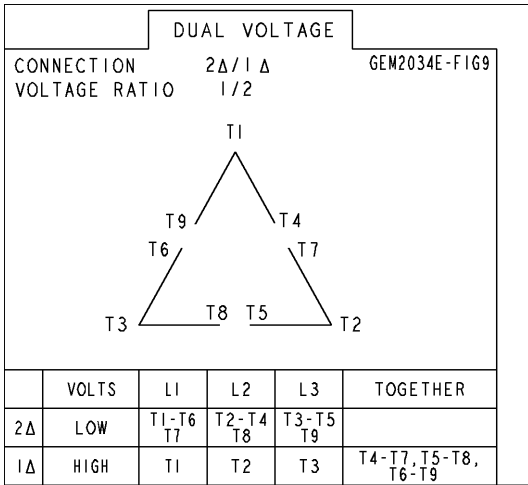 DUAL VOLTAGE
CONNECTION 2Δ/1 Δ GEM2034E-FIG9
VOLTAGE RATIO 1/2
T1
T9 T4
T6 T7
T3 T8 T5 T2
VOLTS L1 L2 L3 TOGETHER
2Δ LOW T1-T6 T7 T2-T4 T8 T3-T5 T9
1Δ HIGH T1 T2 T3 T4-T7, T5-T8, T6-T9